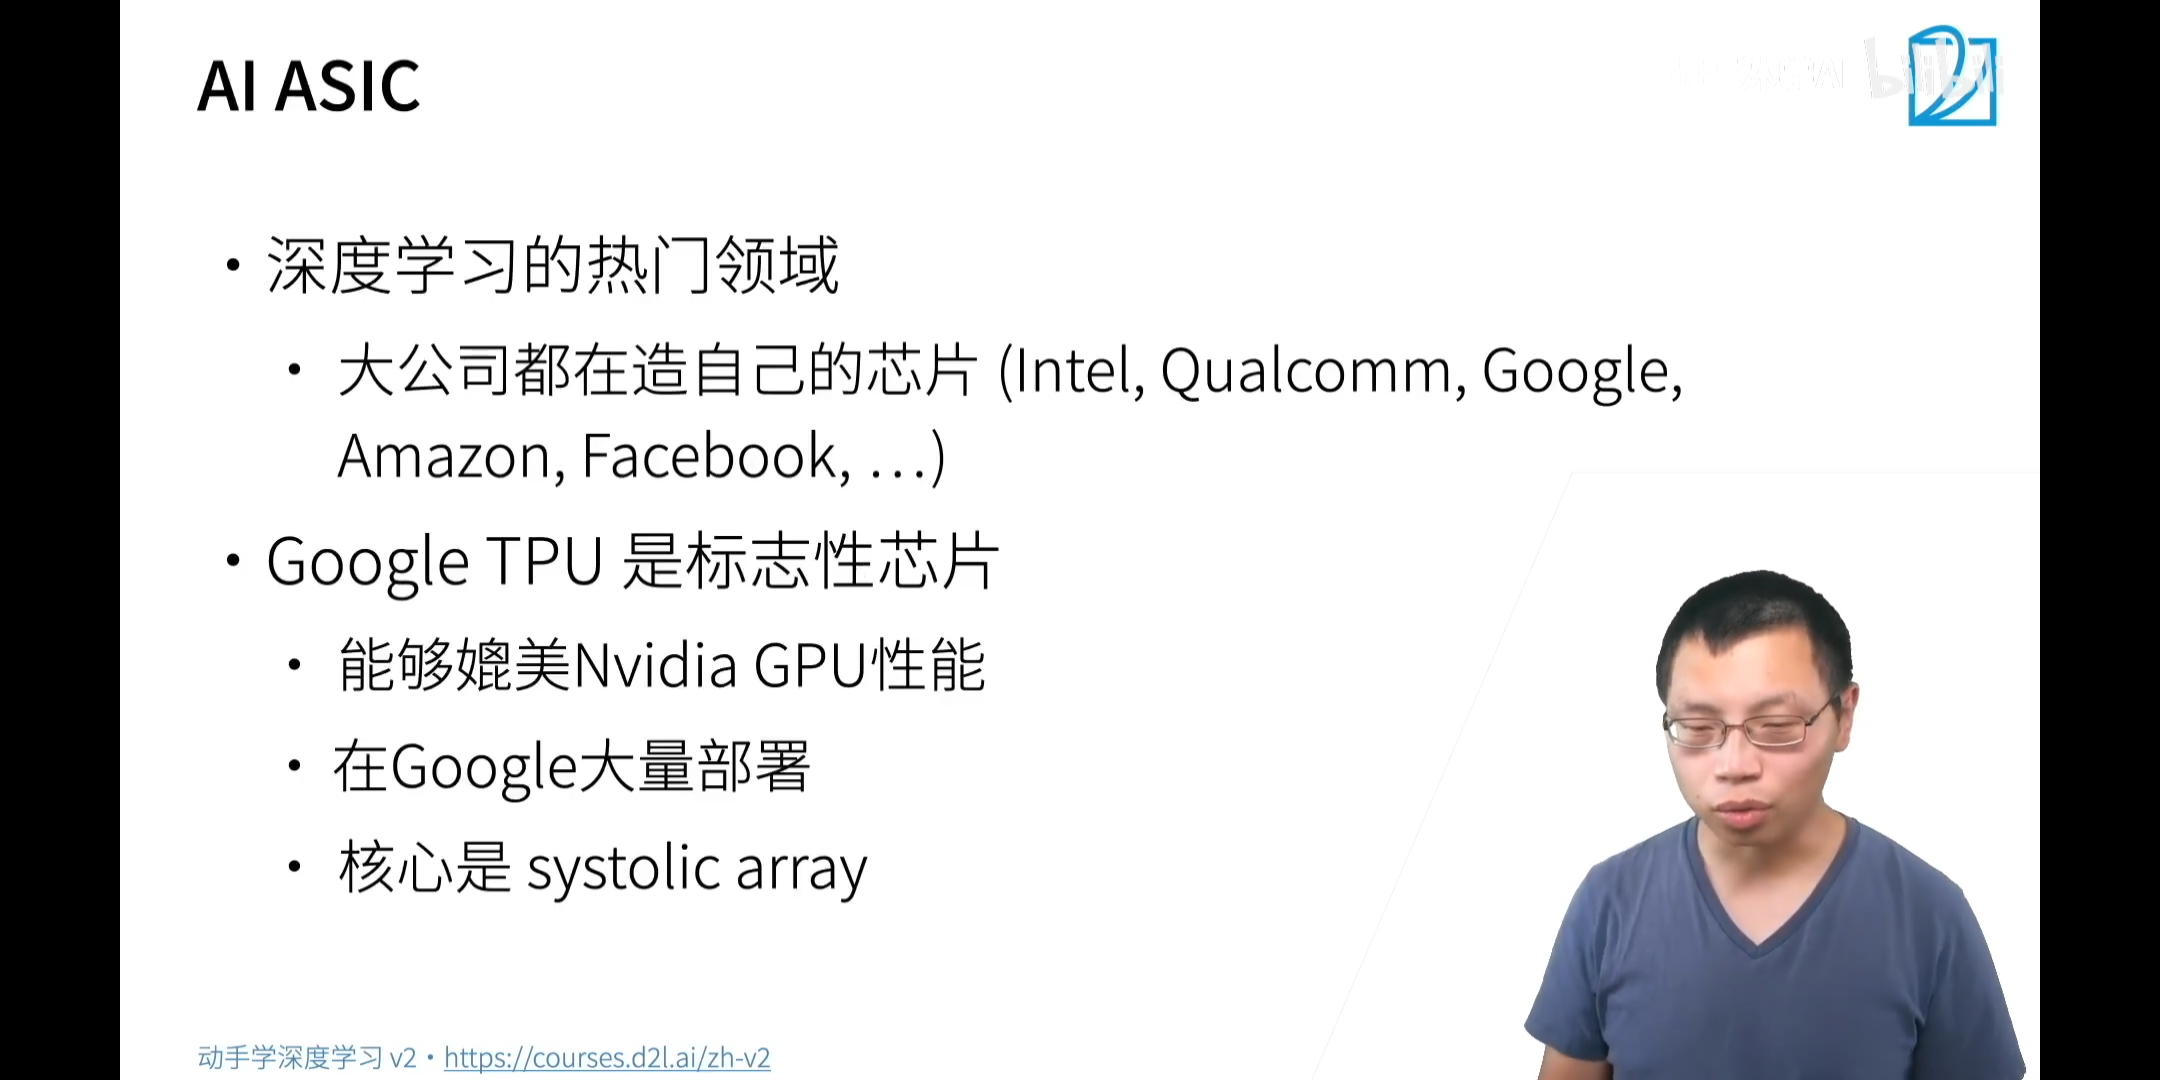 AI ASIC
bilibili
• 深度学习的热门领域
• 大公司都在造自己的芯片 (Intel, Qualcomm, Google,
Amazon, Facebook, …)
• Google TPU 是标志性芯片
• 能够媲美Nvidia GPU性能
• 在Google大量部署
• 核心是 systolic array
动手学深度学习 v2 • https://courses.d2l.ai/zh-v2